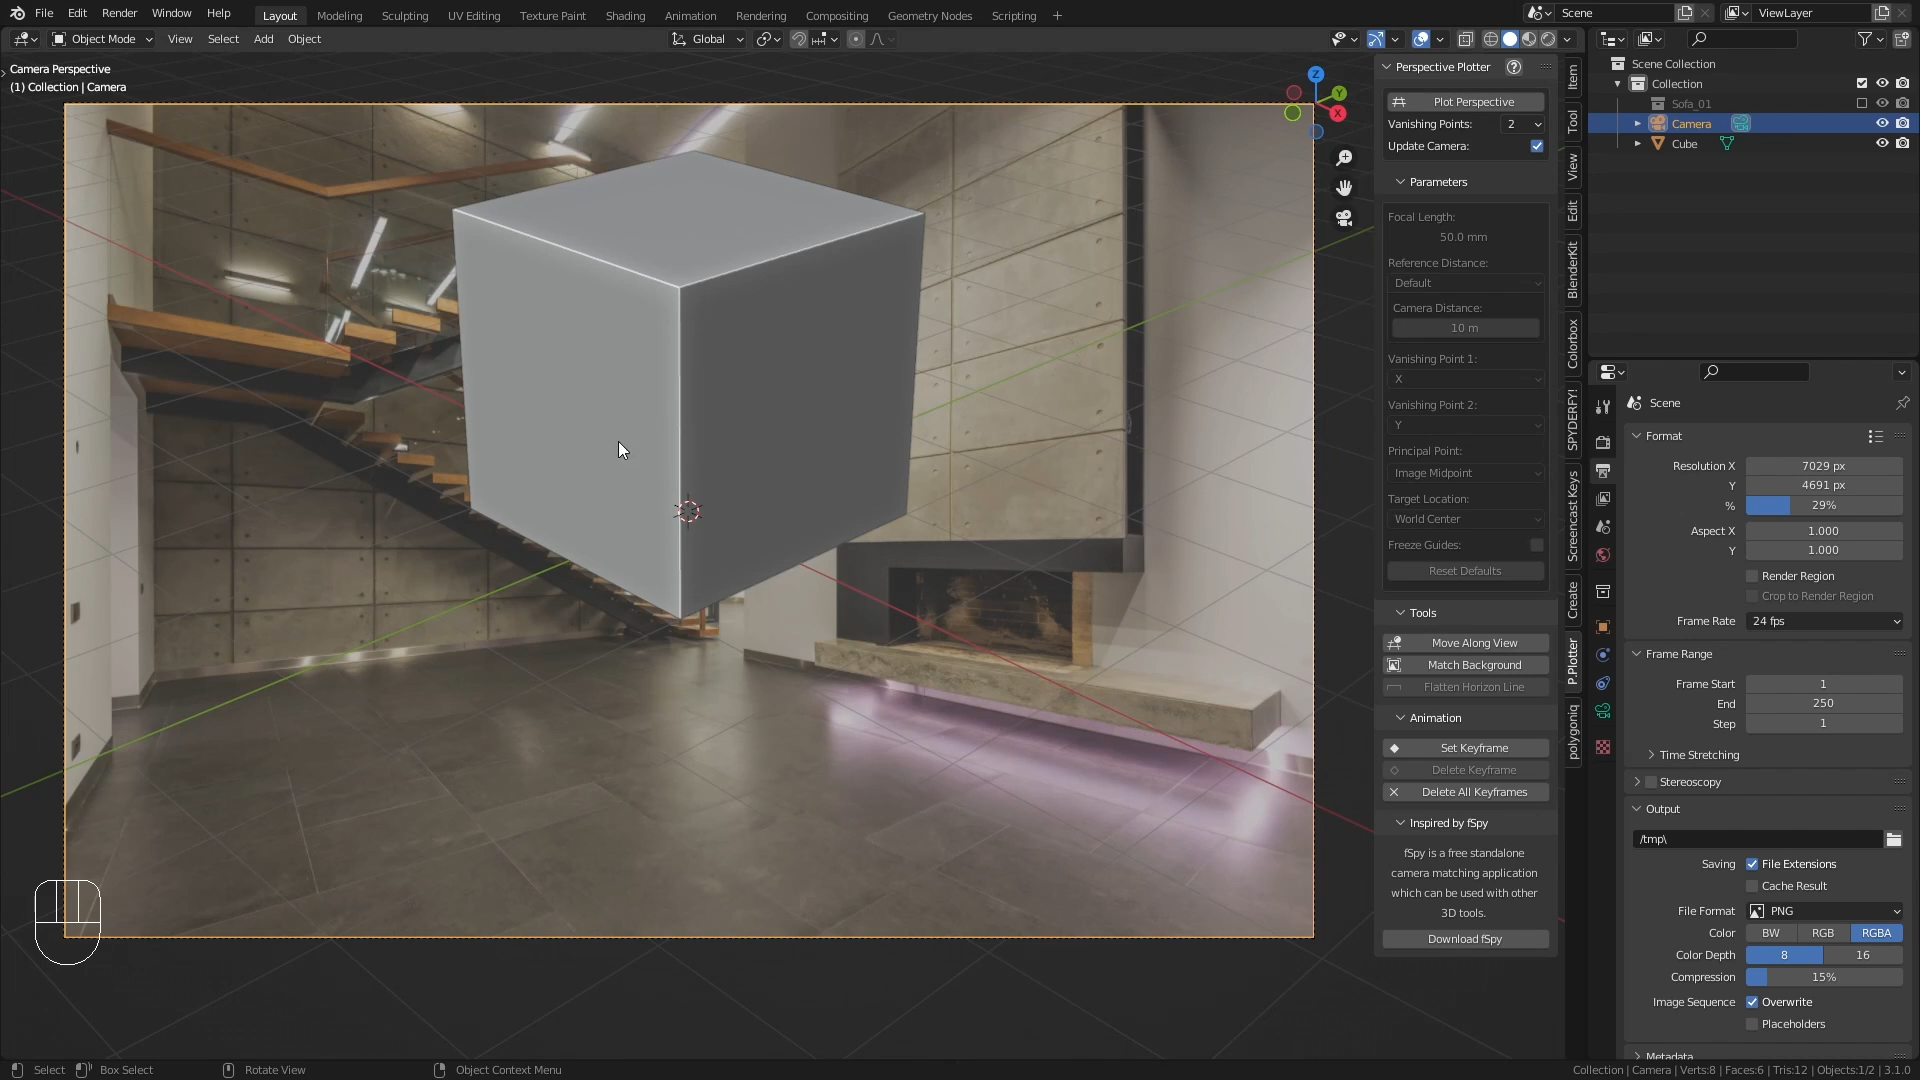 File Edit Render Window Help Layout Modeling Sculpting UV Editing Texture Paint Shading Animation Rendering Compositing Geometry Nodes Scripting + Scene ViewLayer
Object Mode View Select Add Object Global
Camera Perspective
(1) Collection | Camera
Z
Y
X
Perspective Plotter
Plot Perspective
Vanishing Points: 2
Update Camera:
Parameters
Focal Length:
50.0 mm
Reference Distance:
Default
Camera Distance:
10 m
Vanishing Point 1:
X
Vanishing Point 2:
Y
Principal Point:
Image Midpoint
Target Location:
World Center
Freeze Guides:
Reset Defaults
Tools
Move Along View
Match Background
Flatten Horizon Line
Animation
Set Keyframe
Delete Keyframe
Delete All Keyframes
Inspired by fSpy
fSpy is a free standalone
camera matching application
which can be used with other
3D tools.
Download fSpy
Item
Tool
View
Edit
BlenderKit
Colorbox
SPYDERFY!
Screencast Keys
Create
P.Plotter
polygoniq
Scene Collection
Collection
Sofa_01
Camera
Cube
Scene
Format
Resolution X 7029 px
Y 4691 px
% 29%
Aspect X 1.000
Y 1.000
Render Region
Crop to Render Region
Frame Rate 24 fps
Frame Range
Frame Start 1
End 250
Step 1
Time Stretching
Stereoscopy
Output
/tmp\
Saving File Extensions
Cache Result
File Format PNG
Color BW RGB RGBA
Color Depth 8 16
Compression 15%
Image Sequence Overwrite
Placeholders
Metadata
Select Box Select Rotate View Object Context Menu Collection | Camera | Verts:8 | Faces:6 | Tris:12 | Objects:1/2 | 3.1.0